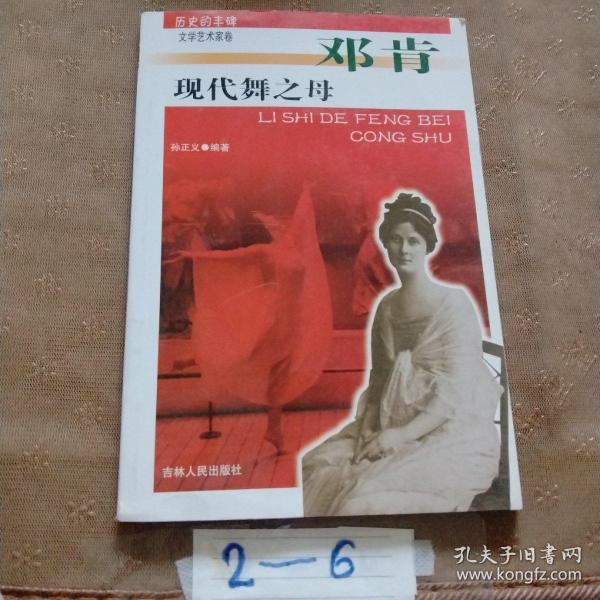 历史的丰碑
文学艺术家卷
邓肯
现代舞之母
LI SHI DE FENG BEI
CONG SHU
孙正义●编著
吉林人民出版社
2—6
孔夫子旧书网
www.kongfz.com